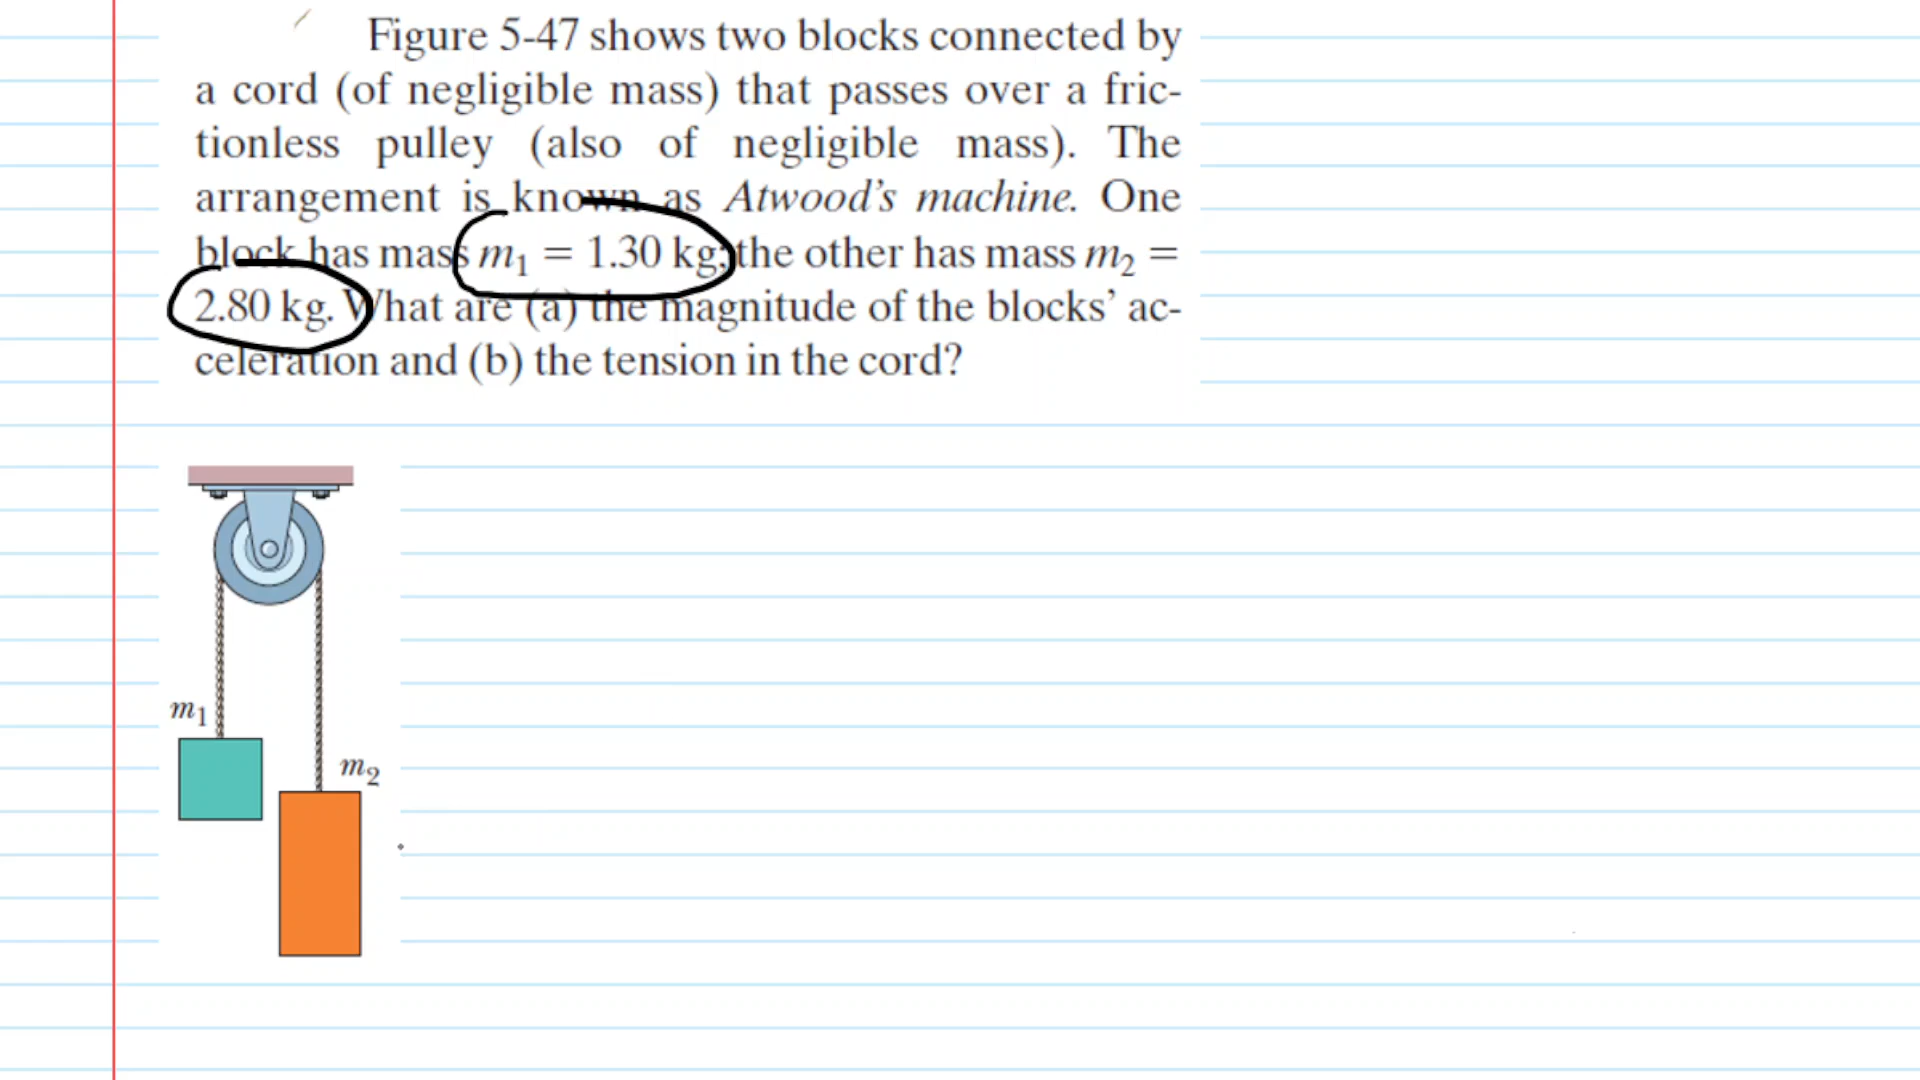 Figure 5-47 shows two blocks connected by
a cord (of negligible mass) that passes over a fric-
tionless pulley (also of negligible mass). The
arrangement is known as Atwood’s machine. One
block has mass m₁ = 1.30 kg; the other has mass m₂ =
2.80 kg. What are (a) the magnitude of the blocks’ ac-
celeration and (b) the tension in the cord?
m₁
m₂